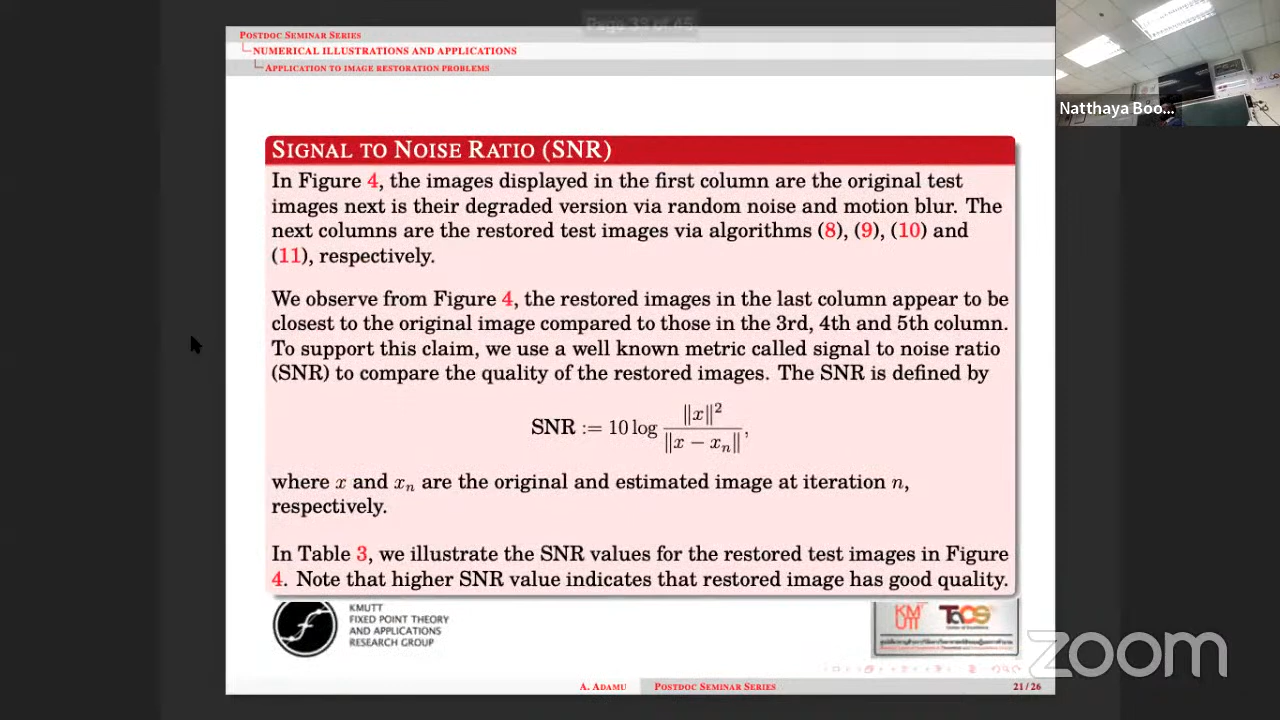 Page 38 of 45
POSTDOC SEMINAR SERIES
NUMERICAL ILLUSTRATIONS AND APPLICATIONS
APPLICATION TO IMAGE RESTORATION PROBLEMS
Natthaya Boo...
SIGNAL TO NOISE RATIO (SNR)
In Figure 4, the images displayed in the first column are the original test
images next is their degraded version via random noise and motion blur. The
next columns are the restored test images via algorithms (8), (9), (10) and
(11), respectively.
We observe from Figure 4, the restored images in the last column appear to be
closest to the original image compared to those in the 3rd, 4th and 5th column.
To support this claim, we use a well known metric called signal to noise ratio
(SNR) to compare the quality of the restored images. The SNR is defined by
SNR := 10 log ‖x‖² / ‖x − xₙ‖,
where x and xₙ are the original and estimated image at iteration n,
respectively.
In Table 3, we illustrate the SNR values for the restored test images in Figure
4. Note that higher SNR value indicates that restored image has good quality.
KMUTT
FIXED POINT THEORY
AND APPLICATIONS
RESEARCH GROUP
KM
UTT
TaCS
zoom
A. ADAMU
POSTDOC SEMINAR SERIES
21 / 26